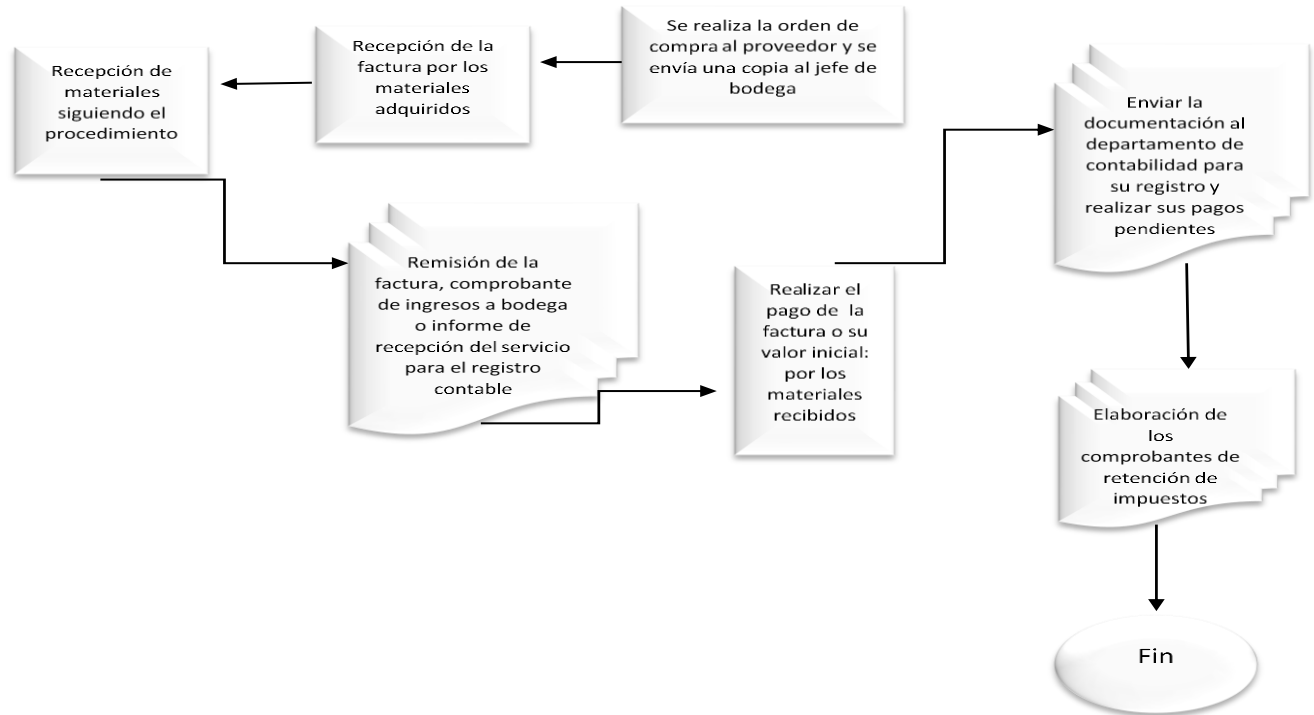 Se realiza la orden de
compra al proveedor y se
envía una copia al jefe de
bodega
Recepción de la
factura por los
materiales
adquiridos
Recepción de
materiales
siguiendo el
procedimiento
Remisión de la
factura, comprobante
de ingresos a bodega
o informe de
recepción del servicio
para el registro
contable
Realizar el
pago de la
factura o su
valor inicial:
por los
materiales
recibidos
Enviar la
documentación al
departamento de
contabilidad para
su registro y
realizar sus pagos
pendientes
Elaboración de
los
comprobantes de
retención de
impuestos
Fin